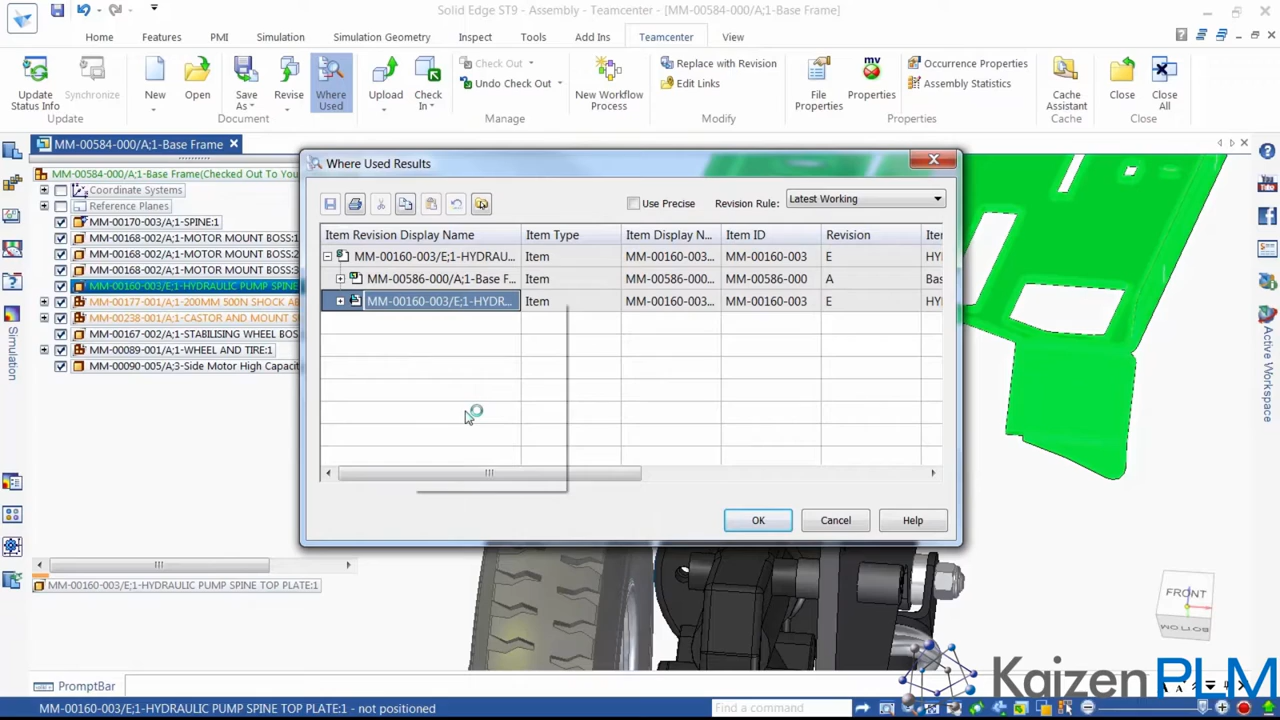 Solid Edge ST9 - Assembly - Teamcenter - [MM-00584-000/A;1-Base Frame]
Home Features PMI Simulation Simulation Geometry Inspect Tools Add Ins Teamcenter View
Update Status Info
Synchronize
Update
New
Open
Save As
Revise
Where Used
Document
Upload
Check In
Check Out
Undo Check Out
Manage
New Workflow Process
Replace with Revision
Edit Links
Modify
File Properties
Properties
Occurrence Properties
Assembly Statistics
Properties
Cache Assistant
Cache
Close
Close All
Close
MM-00584-000/A;1-Base Frame
MM-00584-000/A;1-Base Frame(Checked Out To You
Coordinate Systems
Reference Planes
MM-00170-003/A;1-SPINE:1
MM-00168-002/A;1-MOTOR MOUNT BOSS:1
MM-00168-002/A;1-MOTOR MOUNT BOSS:
MM-00168-002/A;1-MOTOR MOUNT BOSS:
MM-00160-003/E;1-HYDRAULIC PUMP SPINE
MM-00177-001/A;1-200MM 500N SHOCK AB
MM-00238-001/A;1-CASTOR AND MOUNT S
MM-00167-002/A;1-STABILISING WHEEL BOS
MM-00089-001/A;1-WHEEL AND TIRE:1
MM-00090-005/A;3-Side Motor High Capacit
MM-00160-003/E;1-HYDRAULIC PUMP SPINE TOP PLATE:1
Simulation
Where Used Results
Use Precise Revision Rule: Latest Working
Item Revision Display Name Item Type Item Display N... Item ID Revision Iter
MM-00160-003/E;1-HYDRAU... Item MM-00160-003... MM-00160-003 E HY
MM-00586-000/A;1-Base F... Item MM-00586-000... MM-00586-000 A Bas
MM-00160-003/E;1-HYDR... Item MM-00160-003... MM-00160-003 E HY
OK Cancel Help
You Tube
Active Workspace
FRONT
BOTTOM
KaizenPLM
PromptBar
MM-00160-003/E;1-HYDRAULIC PUMP SPINE TOP PLATE:1 - not positioned
Find a command